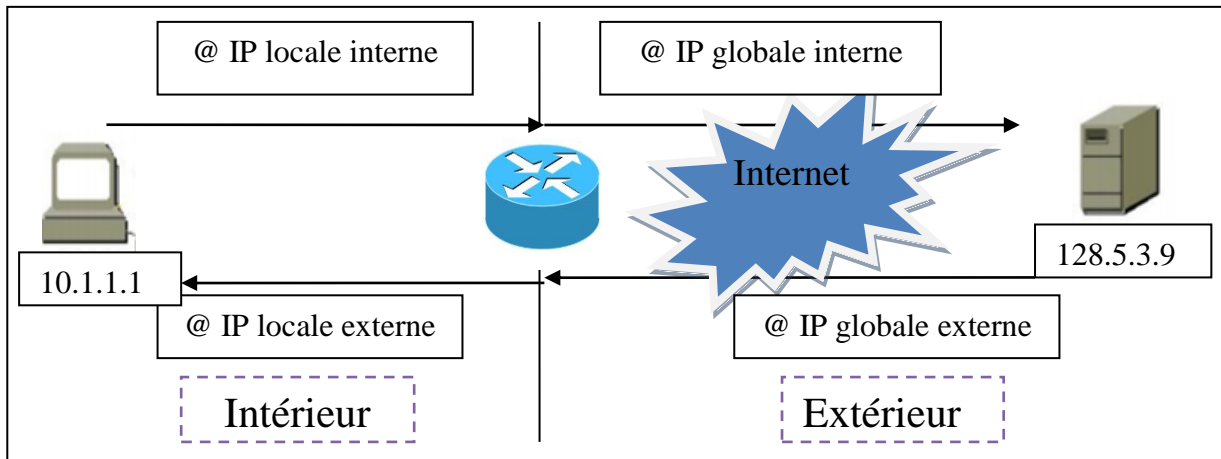 @ IP locale interne
@ IP globale interne
Internet
10.1.1.1
128.5.3.9
@ IP locale externe
@ IP globale externe
Intérieur
Extérieur